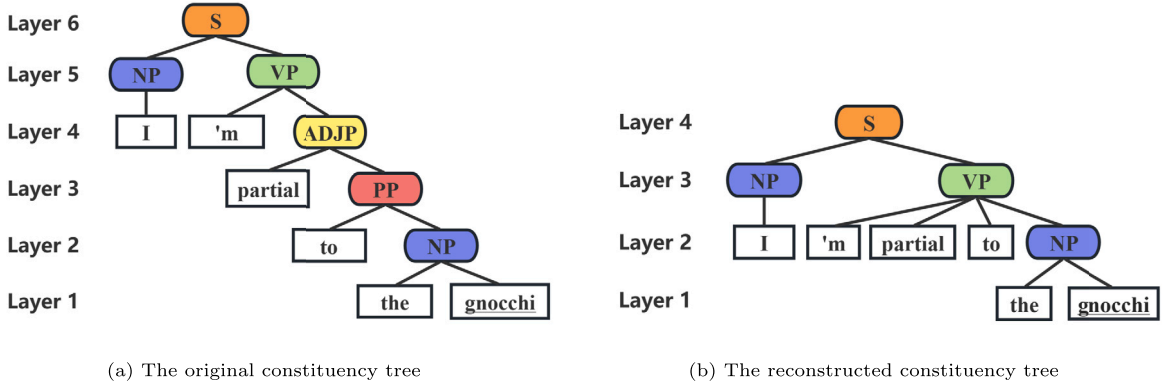 Layer 6 S
Layer 5 NP VP
Layer 4 I 'm ADJP
Layer 3 partial PP
Layer 2 to NP
Layer 1 the gnocchi
(a) The original constituency tree
Layer 4 S
Layer 3 NP VP
Layer 2 I 'm partial to NP
Layer 1 the gnocchi
(b) The reconstructed constituency tree